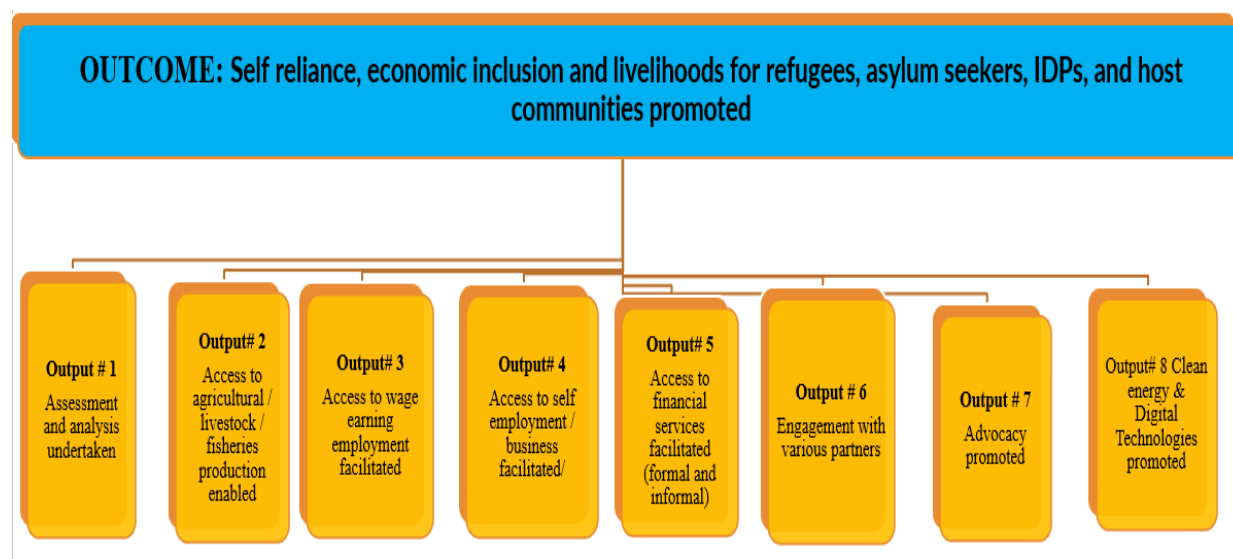 OUTCOME: Self reliance, economic inclusion and livelihoods for refugees, asylum seekers, IDPs, and host
communities promoted
Output # 1
Assessment
and analysis
undertaken
Output# 2
Access to
agricultural /
livestock /
fisheries
production
enabled
Output# 3
Access to wage
earning
employment
facilitated
Output# 4
Access to self
employment /
business
facilitated/
Output# 5
Access to
financial
services
facilitated
(formal and
informal)
Output # 6
Engagement with
various partners
Output # 7
Advocacy
promoted
Output# 8 Clean
energy &
Digital
Technologies
promoted